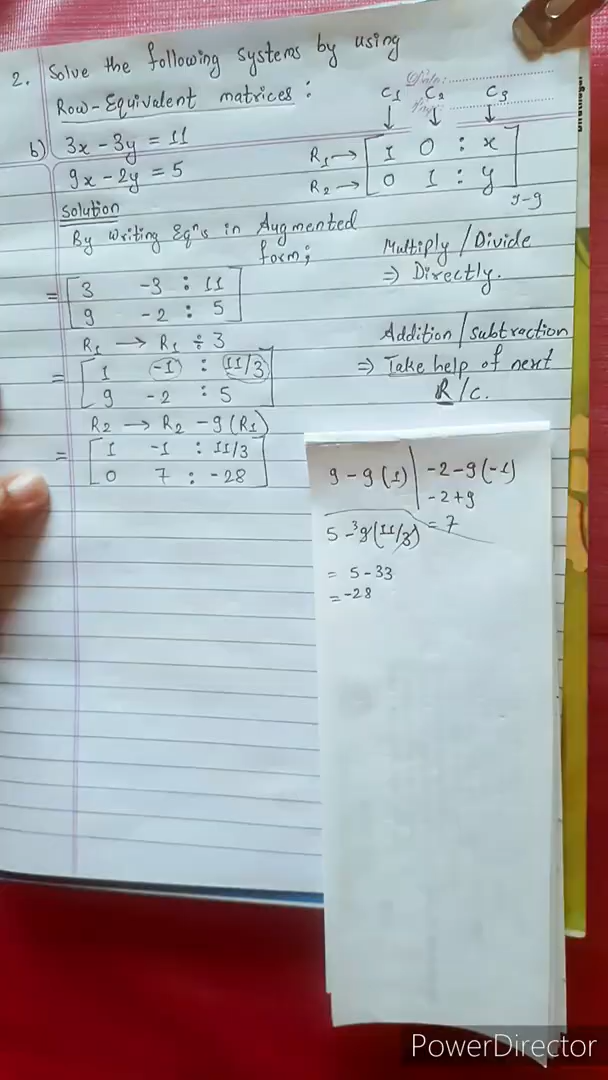 2. Solve the following systems by using
Row-Equivalent matrices :
b) 3x - 3y = 11
9x - 2y = 5
C1 C2 C3
R1 → [ 1 0 : x ]
R2 → [ 0 1 : y ]
Solution
By writing Eqns in Augmented
form;
= [ 3 -3 : 11 ]
[ 9 -2 : 5 ]
R1 → R1 ÷ 3
= [ 1 -1 : 11/3 ]
[ 9 -2 : 5 ]
R2 → R2 - 9(R1)
= [ 1 -1 : 11/3 ]
[ 0 7 : -28 ]
Multiply / Divide
⇒ Directly.
Addition / subtraction
⇒ Take help of next
R/c.
9 - 9(1)
-2 - 9(-1)
-2 + 9
= 7
5 - 9(11/3)
3
= 5 - 33
= -28
PowerDirector